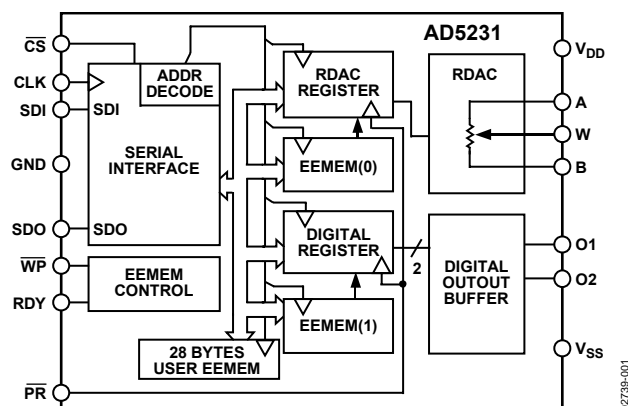 AD5231
CS
CLK
SDI
GND
SDO
WP
RDY
PR
ADDR
DECODE
SDI
SERIAL
INTERFACE
SDO
EEMEM
CONTROL
28 BYTES
USER EEMEM
RDAC
REGISTER
EEMEM(0)
DIGITAL
REGISTER
EEMEM(1)
2
RDAC
DIGITAL
OUTOUT
BUFFER
VDD
A
W
B
O1
O2
VSS
02739-001